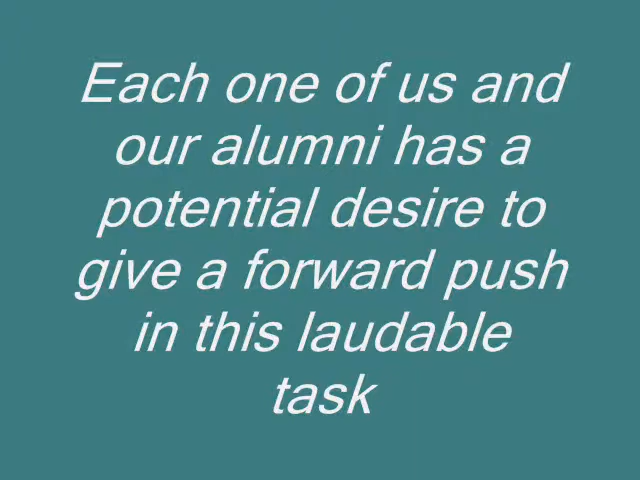 Each one of us and
our alumni has a
potential desire to
give a forward push
in this laudable
task